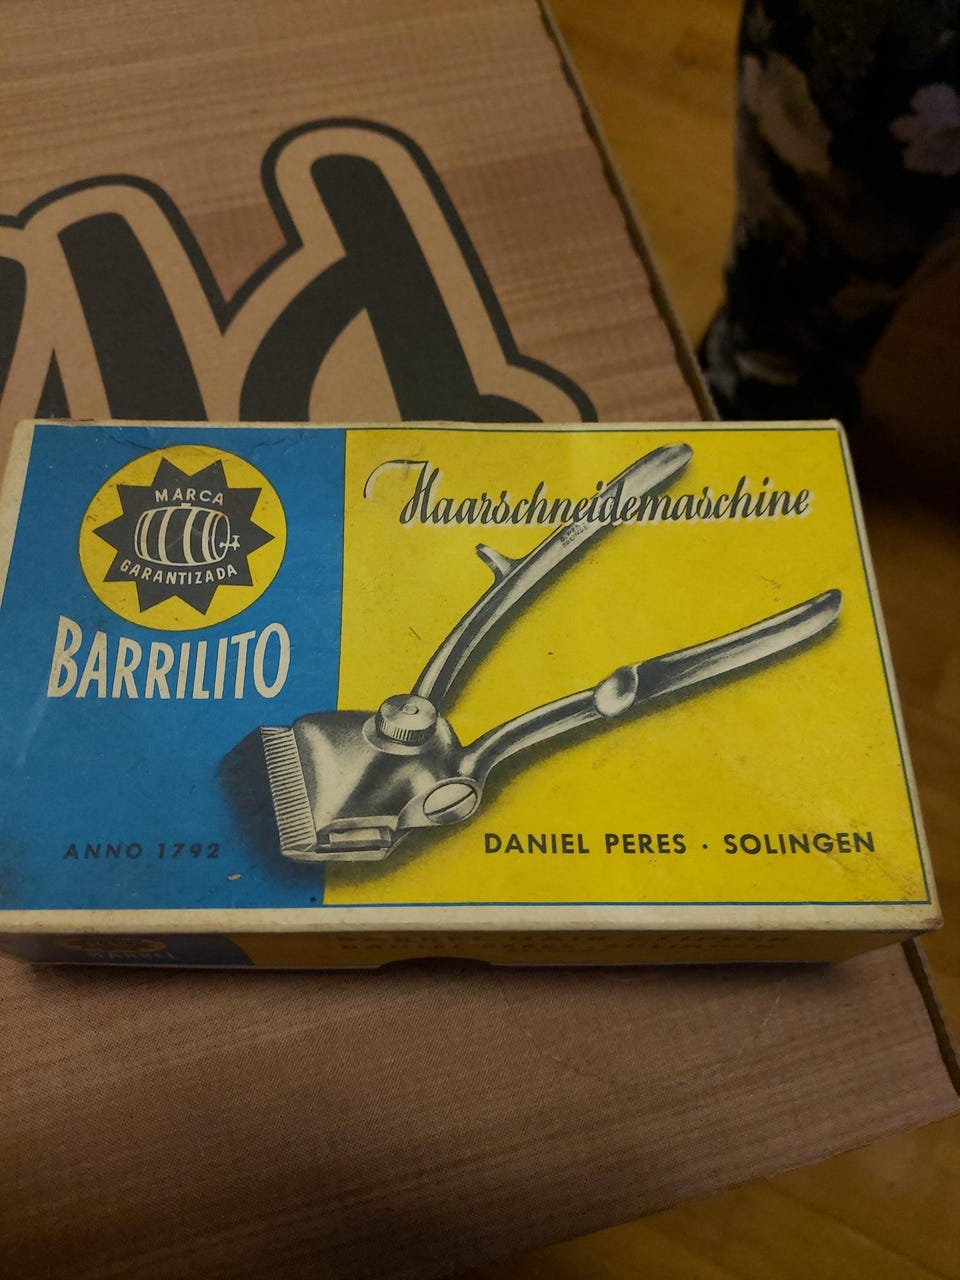 MARCA
GARANTIZADA
BARRILITO
ANNO 1792
Haarschneidemaschine
DANIEL PERES · SOLINGEN